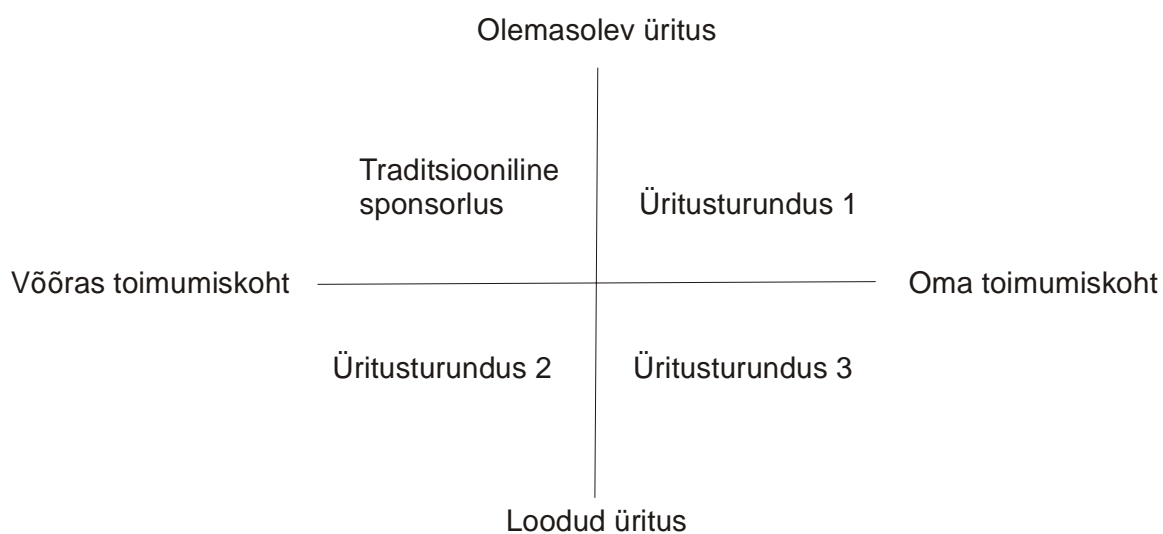 Olemasolev üritus
Traditsiooniline
sponsorlus
Üritusturundus 1
Võõras toimumiskoht
Oma toimumiskoht
Üritusturundus 2
Üritusturundus 3
Loodud üritus